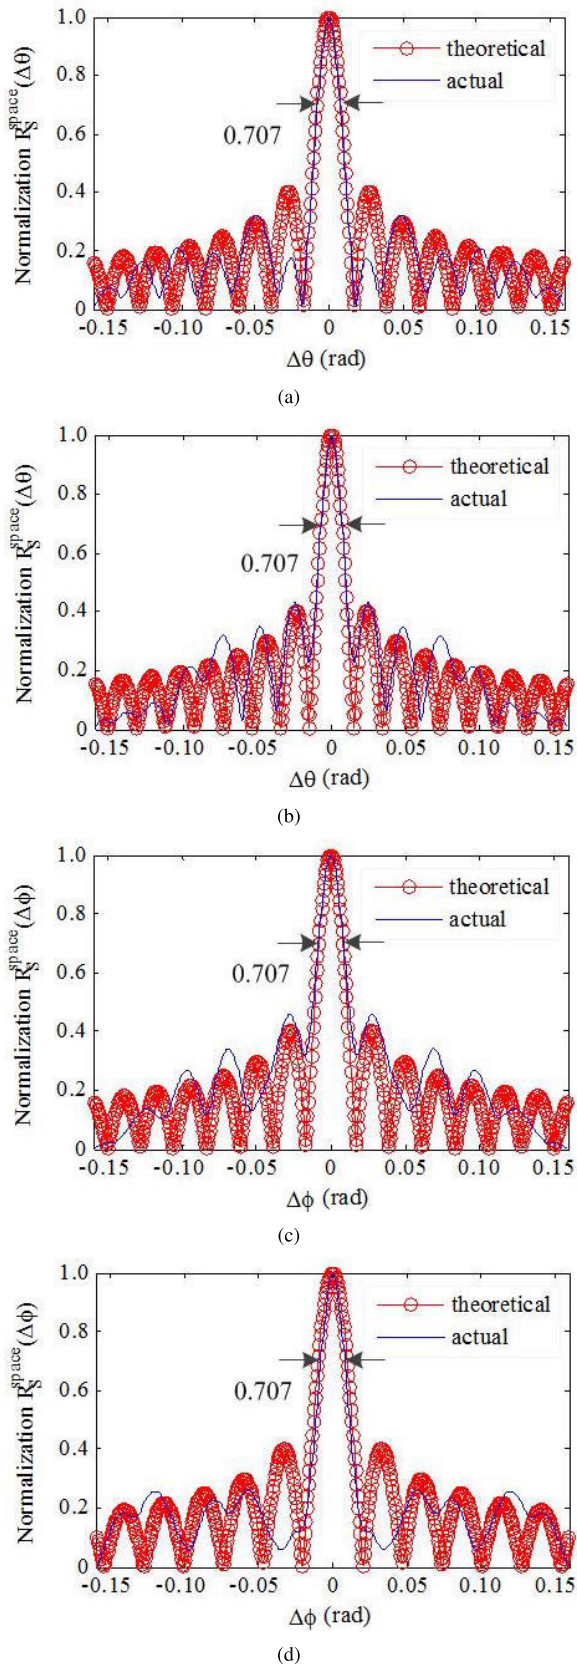 Normalization R_S^space(Δθ)
1.0
0.8
0.6
0.4
0.2
0
theoretical
actual
0.707
-0.15
-0.10
-0.05
0
0.05
0.10
0.15
Δθ (rad)
(a)
Normalization R_S^space(Δθ)
1.0
0.8
0.6
0.4
0.2
0
theoretical
actual
0.707
-0.15
-0.10
-0.05
0
0.05
0.10
0.15
Δθ (rad)
(b)
Normalization R_S^space(Δϕ)
1.0
0.8
0.6
0.4
0.2
0
theoretical
actual
0.707
-0.15
-0.10
-0.05
0
0.05
0.10
0.15
Δϕ (rad)
(c)
Normalization R_S^space(Δϕ)
1.0
0.8
0.6
0.4
0.2
0
theoretical
actual
0.707
-0.15
-0.10
-0.05
0
0.05
0.10
0.15
Δϕ (rad)
(d)